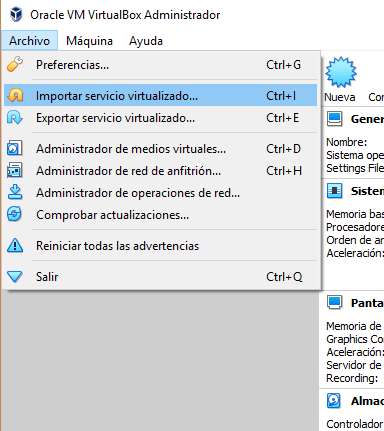 Oracle VM VirtualBox Administrador
Archivo Máquina Ayuda
Preferencias... Ctrl+G
Importar servicio virtualizado... Ctrl+I
Exportar servicio virtualizado... Ctrl+E
Administrador de medios virtuales... Ctrl+D
Administrador de red de anfitrión... Ctrl+H
Administrador de operaciones de red...
Comprobar actualizaciones...
Reiniciar todas las advertencias
Salir Ctrl+Q
Nueva Con
Gener
Nombre:
Sistema ope
Settings File
Sistem
Memoria bas
Procesadore
Orden de ar
Aceleración:
Panta
Memoria de
Graphics Co
Aceleración:
Servidor de
Recording:
Almac
Controlador